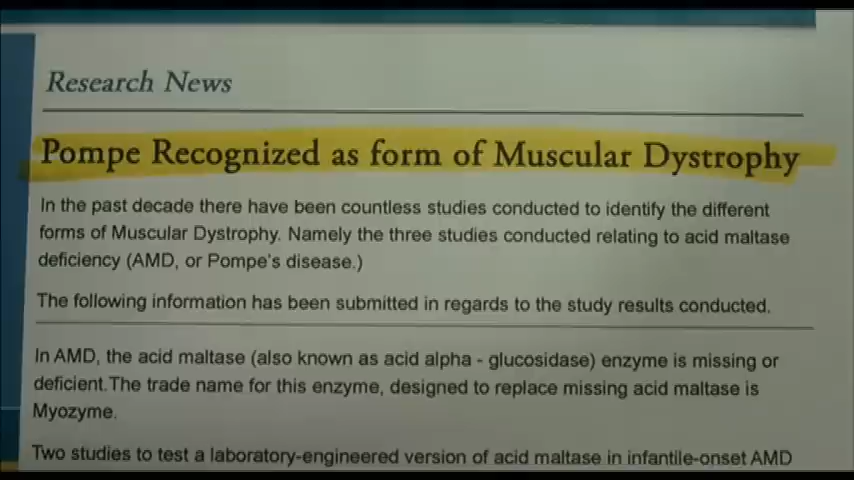 Research News
Pompe Recognized as form of Muscular Dystrophy
In the past decade there have been countless studies conducted to identify the different
forms of Muscular Dystrophy. Namely the three studies conducted relating to acid maltase
deficiency (AMD, or Pompe's disease.)
The following information has been submitted in regards to the study results conducted.
In AMD, the acid maltase (also known as acid alpha - glucosidase) enzyme is missing or
deficient.The trade name for this enzyme, designed to replace missing acid maltase is
Myozyme.
Two studies to test a laboratory-engineered version of acid maltase in infantile-onset AMD